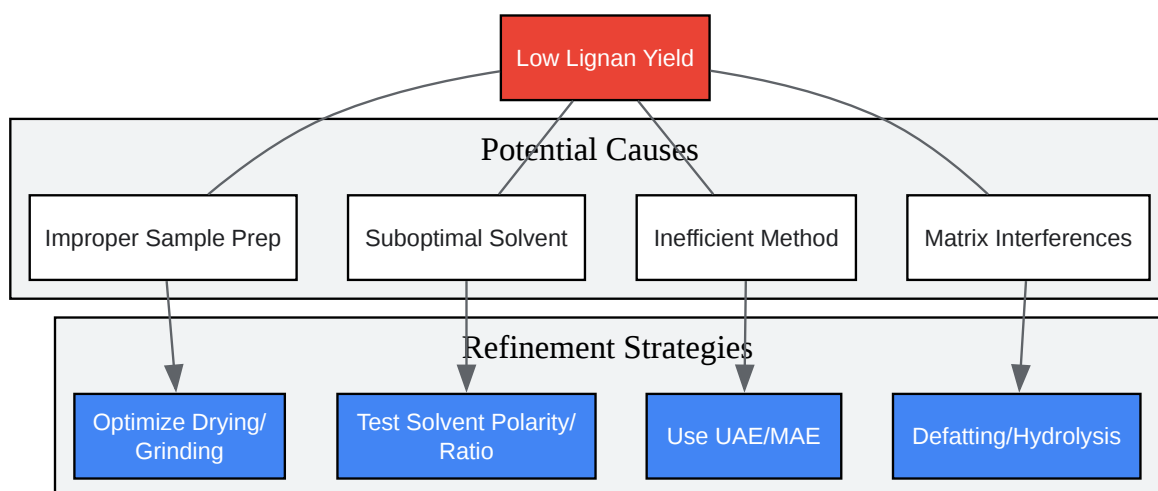 Low Lignan Yield
Potential Causes
Improper Sample Prep
Suboptimal Solvent
Inefficient Method
Matrix Interferences
Refinement Strategies
Optimize Drying/
Grinding
Test Solvent Polarity/
Ratio
Use UAE/MAE
Defatting/Hydrolysis